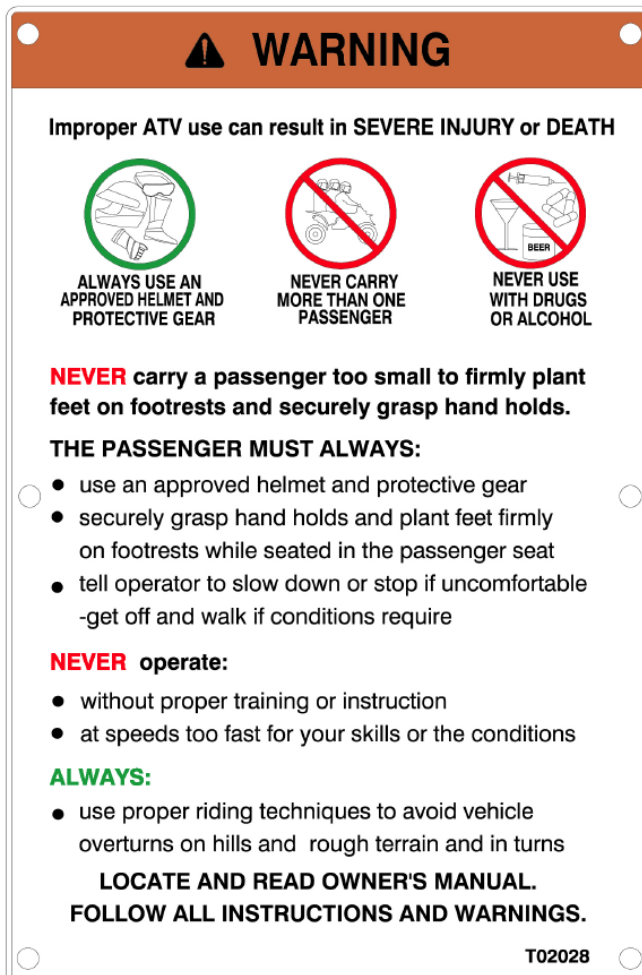 WARNING
Improper ATV use can result in SEVERE INJURY or DEATH
ALWAYS USE AN
APPROVED HELMET AND
PROTECTIVE GEAR
NEVER CARRY
MORE THAN ONE
PASSENGER
BEER
NEVER USE
WITH DRUGS
OR ALCOHOL
NEVER carry a passenger too small to firmly plant
feet on footrests and securely grasp hand holds.
THE PASSENGER MUST ALWAYS:
● use an approved helmet and protective gear
● securely grasp hand holds and plant feet firmly
on footrests while seated in the passenger seat
● tell operator to slow down or stop if uncomfortable
-get off and walk if conditions require
NEVER operate:
● without proper training or instruction
● at speeds too fast for your skills or the conditions
ALWAYS:
● use proper riding techniques to avoid vehicle
overturns on hills and rough terrain and in turns
LOCATE AND READ OWNER'S MANUAL.
FOLLOW ALL INSTRUCTIONS AND WARNINGS.
T02028